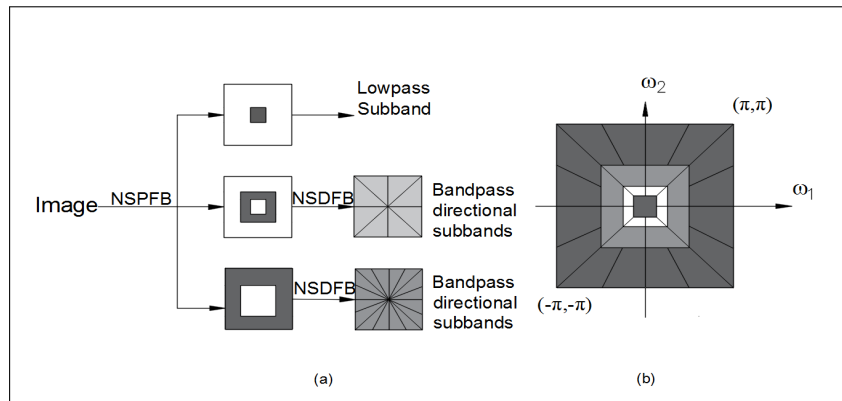 Lowpass
Subband
Image
NSPFB
NSDFB
Bandpass
directional
subbands
NSDFB
Bandpass
directional
subbands
(a)
ω2
(π,π)
ω1
(-π,-π)
(b)